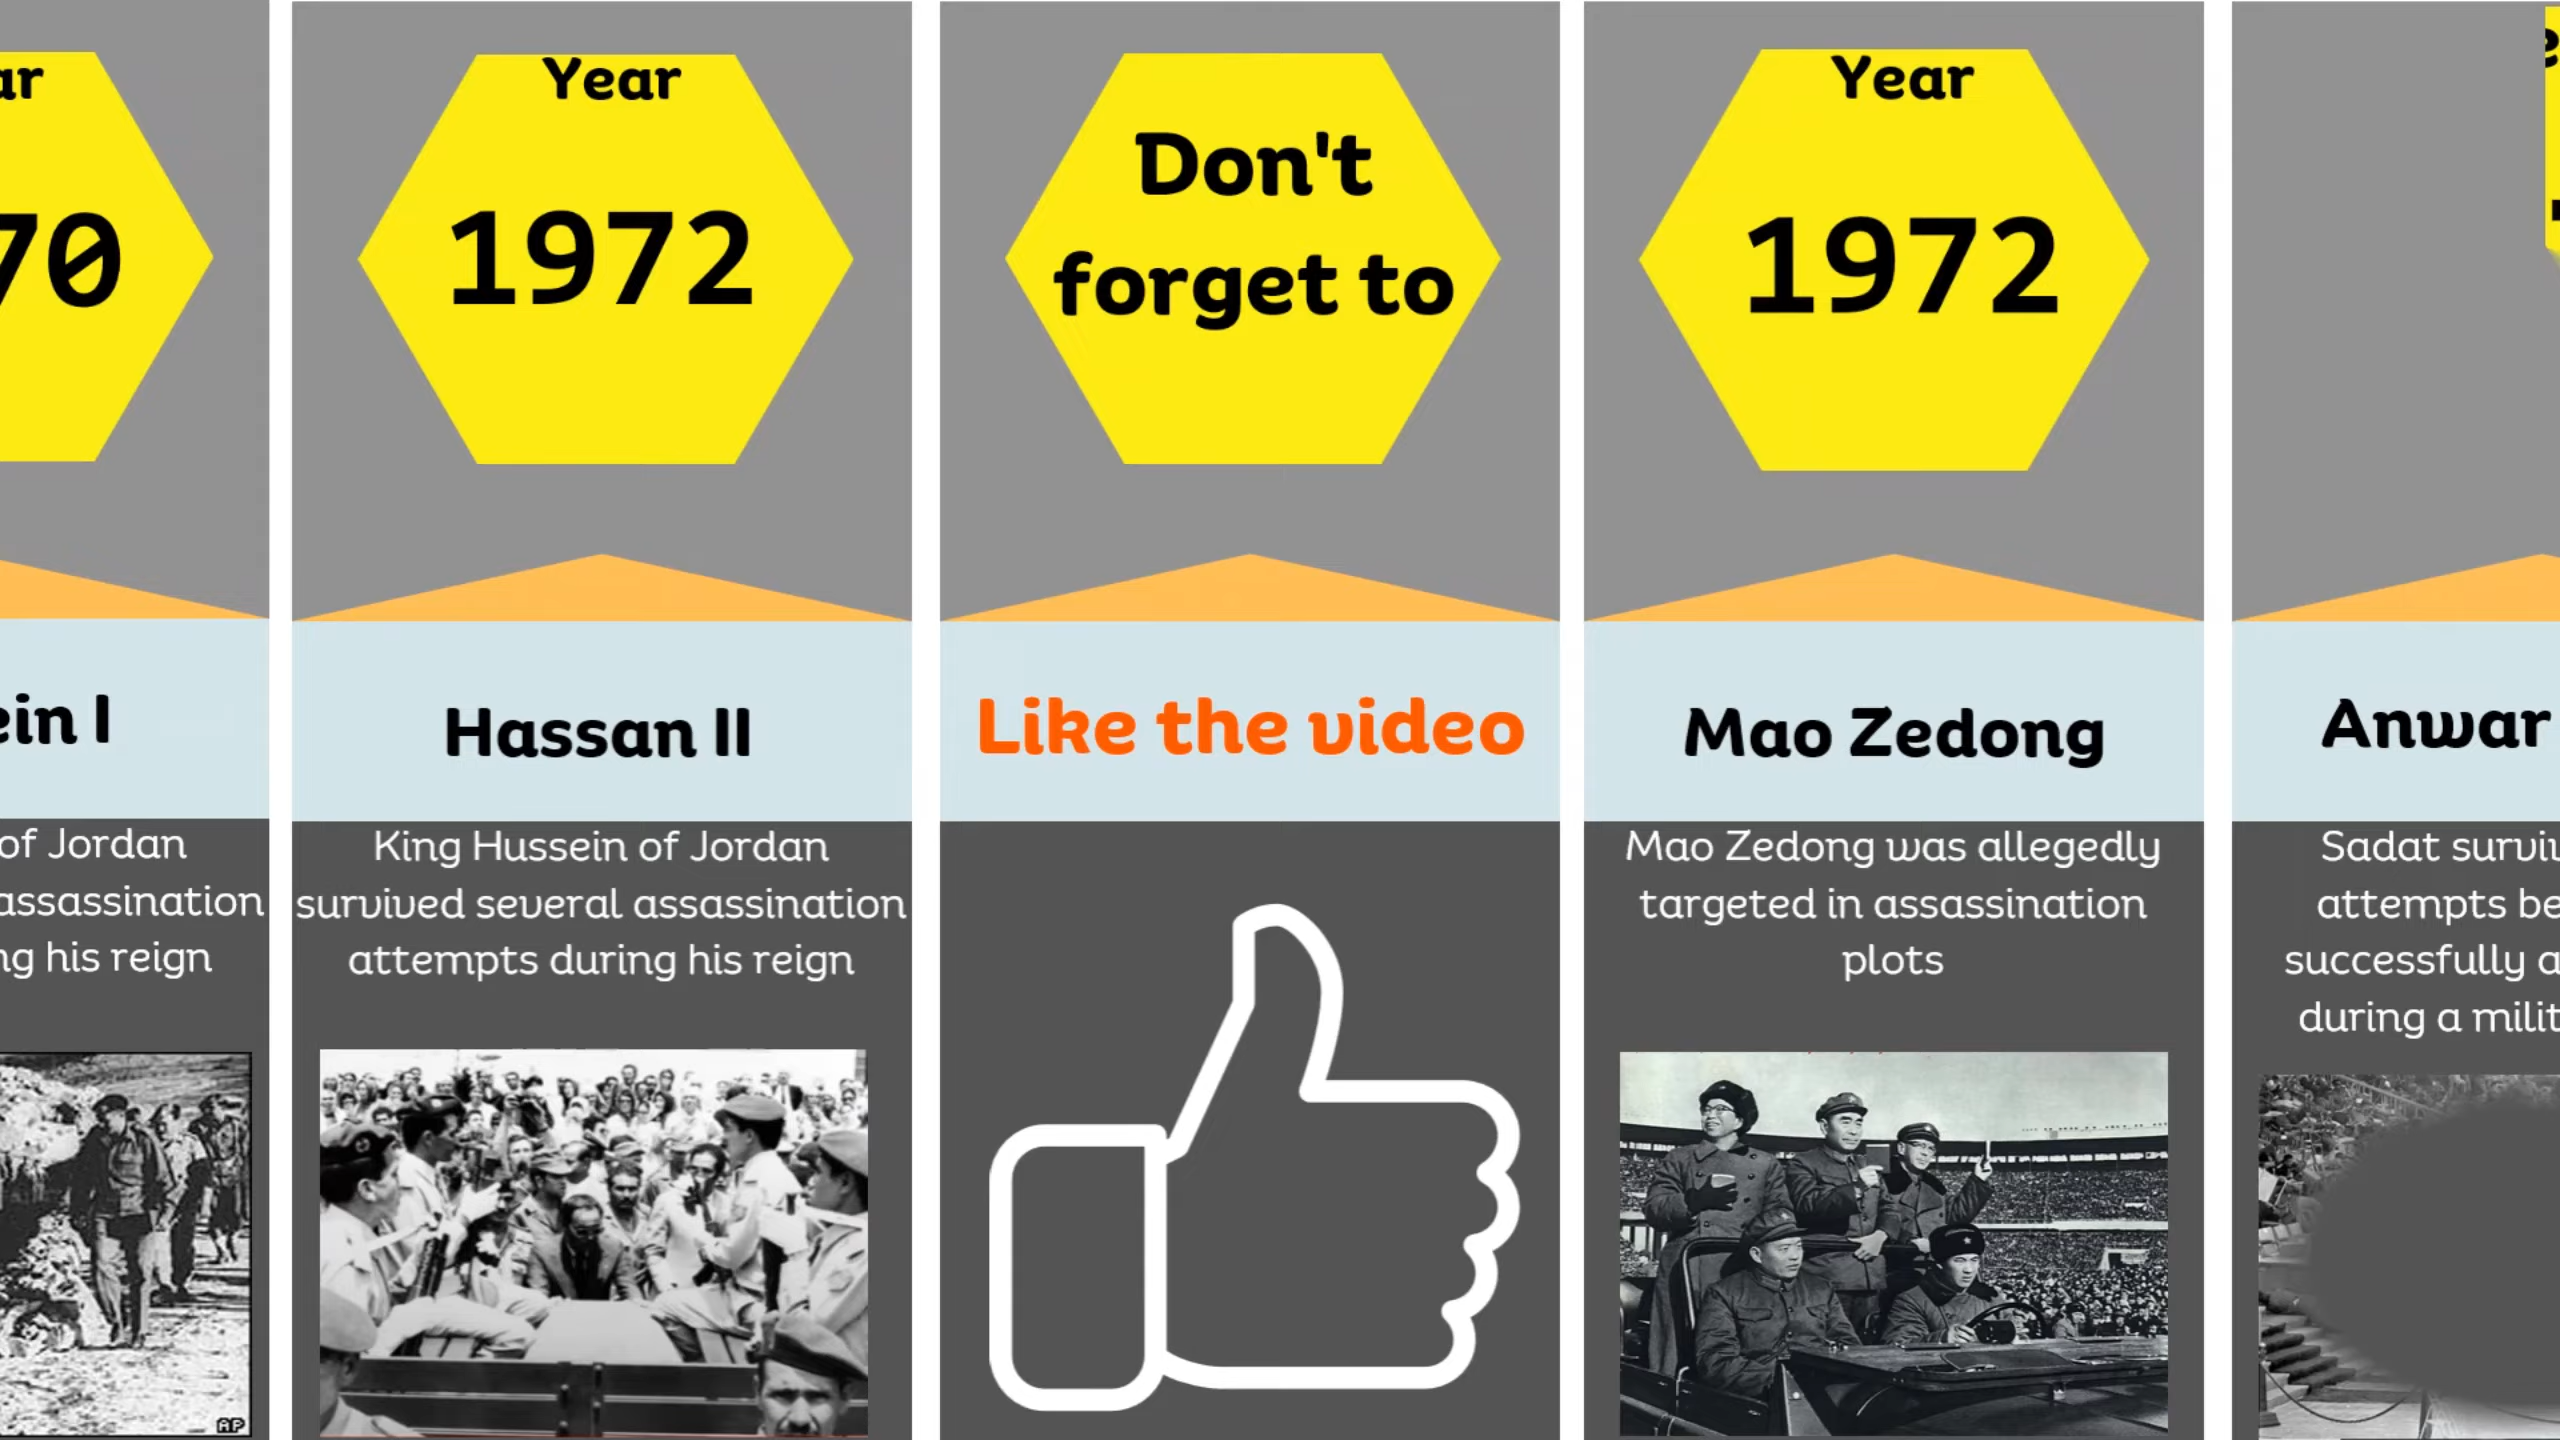 ar
70
ein I
of Jordan
assassination
ng his reign
AP
Year
1972
Hassan II
King Hussein of Jordan
survived several assassination
attempts during his reign
Don't
forget to
Like the video
Year
1972
Mao Zedong
Mao Zedong was allegedly
targeted in assassination
plots
Anwar
Sadat surviv
attempts be
successfully a
during a milit